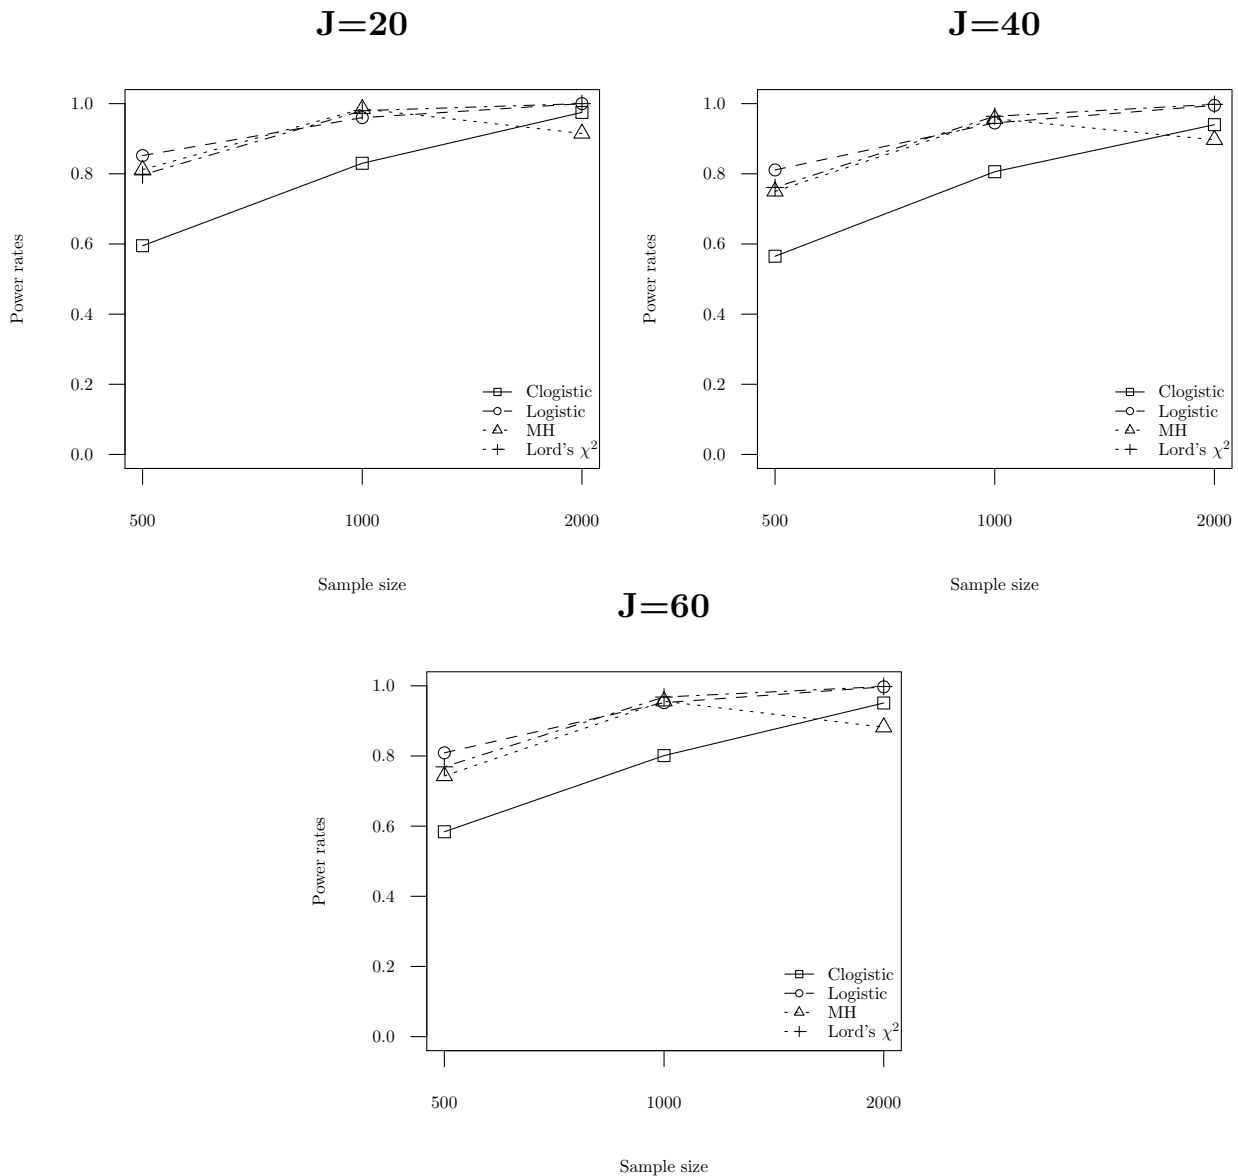 J=20
1.0
0.8
0.6
0.4
0.2
0.0
Power rates
Clogistic
Logistic
MH
Lord's χ²
500 1000 2000
Sample size
J=40
1.0
0.8
0.6
0.4
0.2
0.0
Power rates
Clogistic
Logistic
MH
Lord's χ²
500 1000 2000
Sample size
J=60
1.0
0.8
0.6
0.4
0.2
0.0
Power rates
Clogistic
Logistic
MH
Lord's χ²
500 1000 2000
Sample size